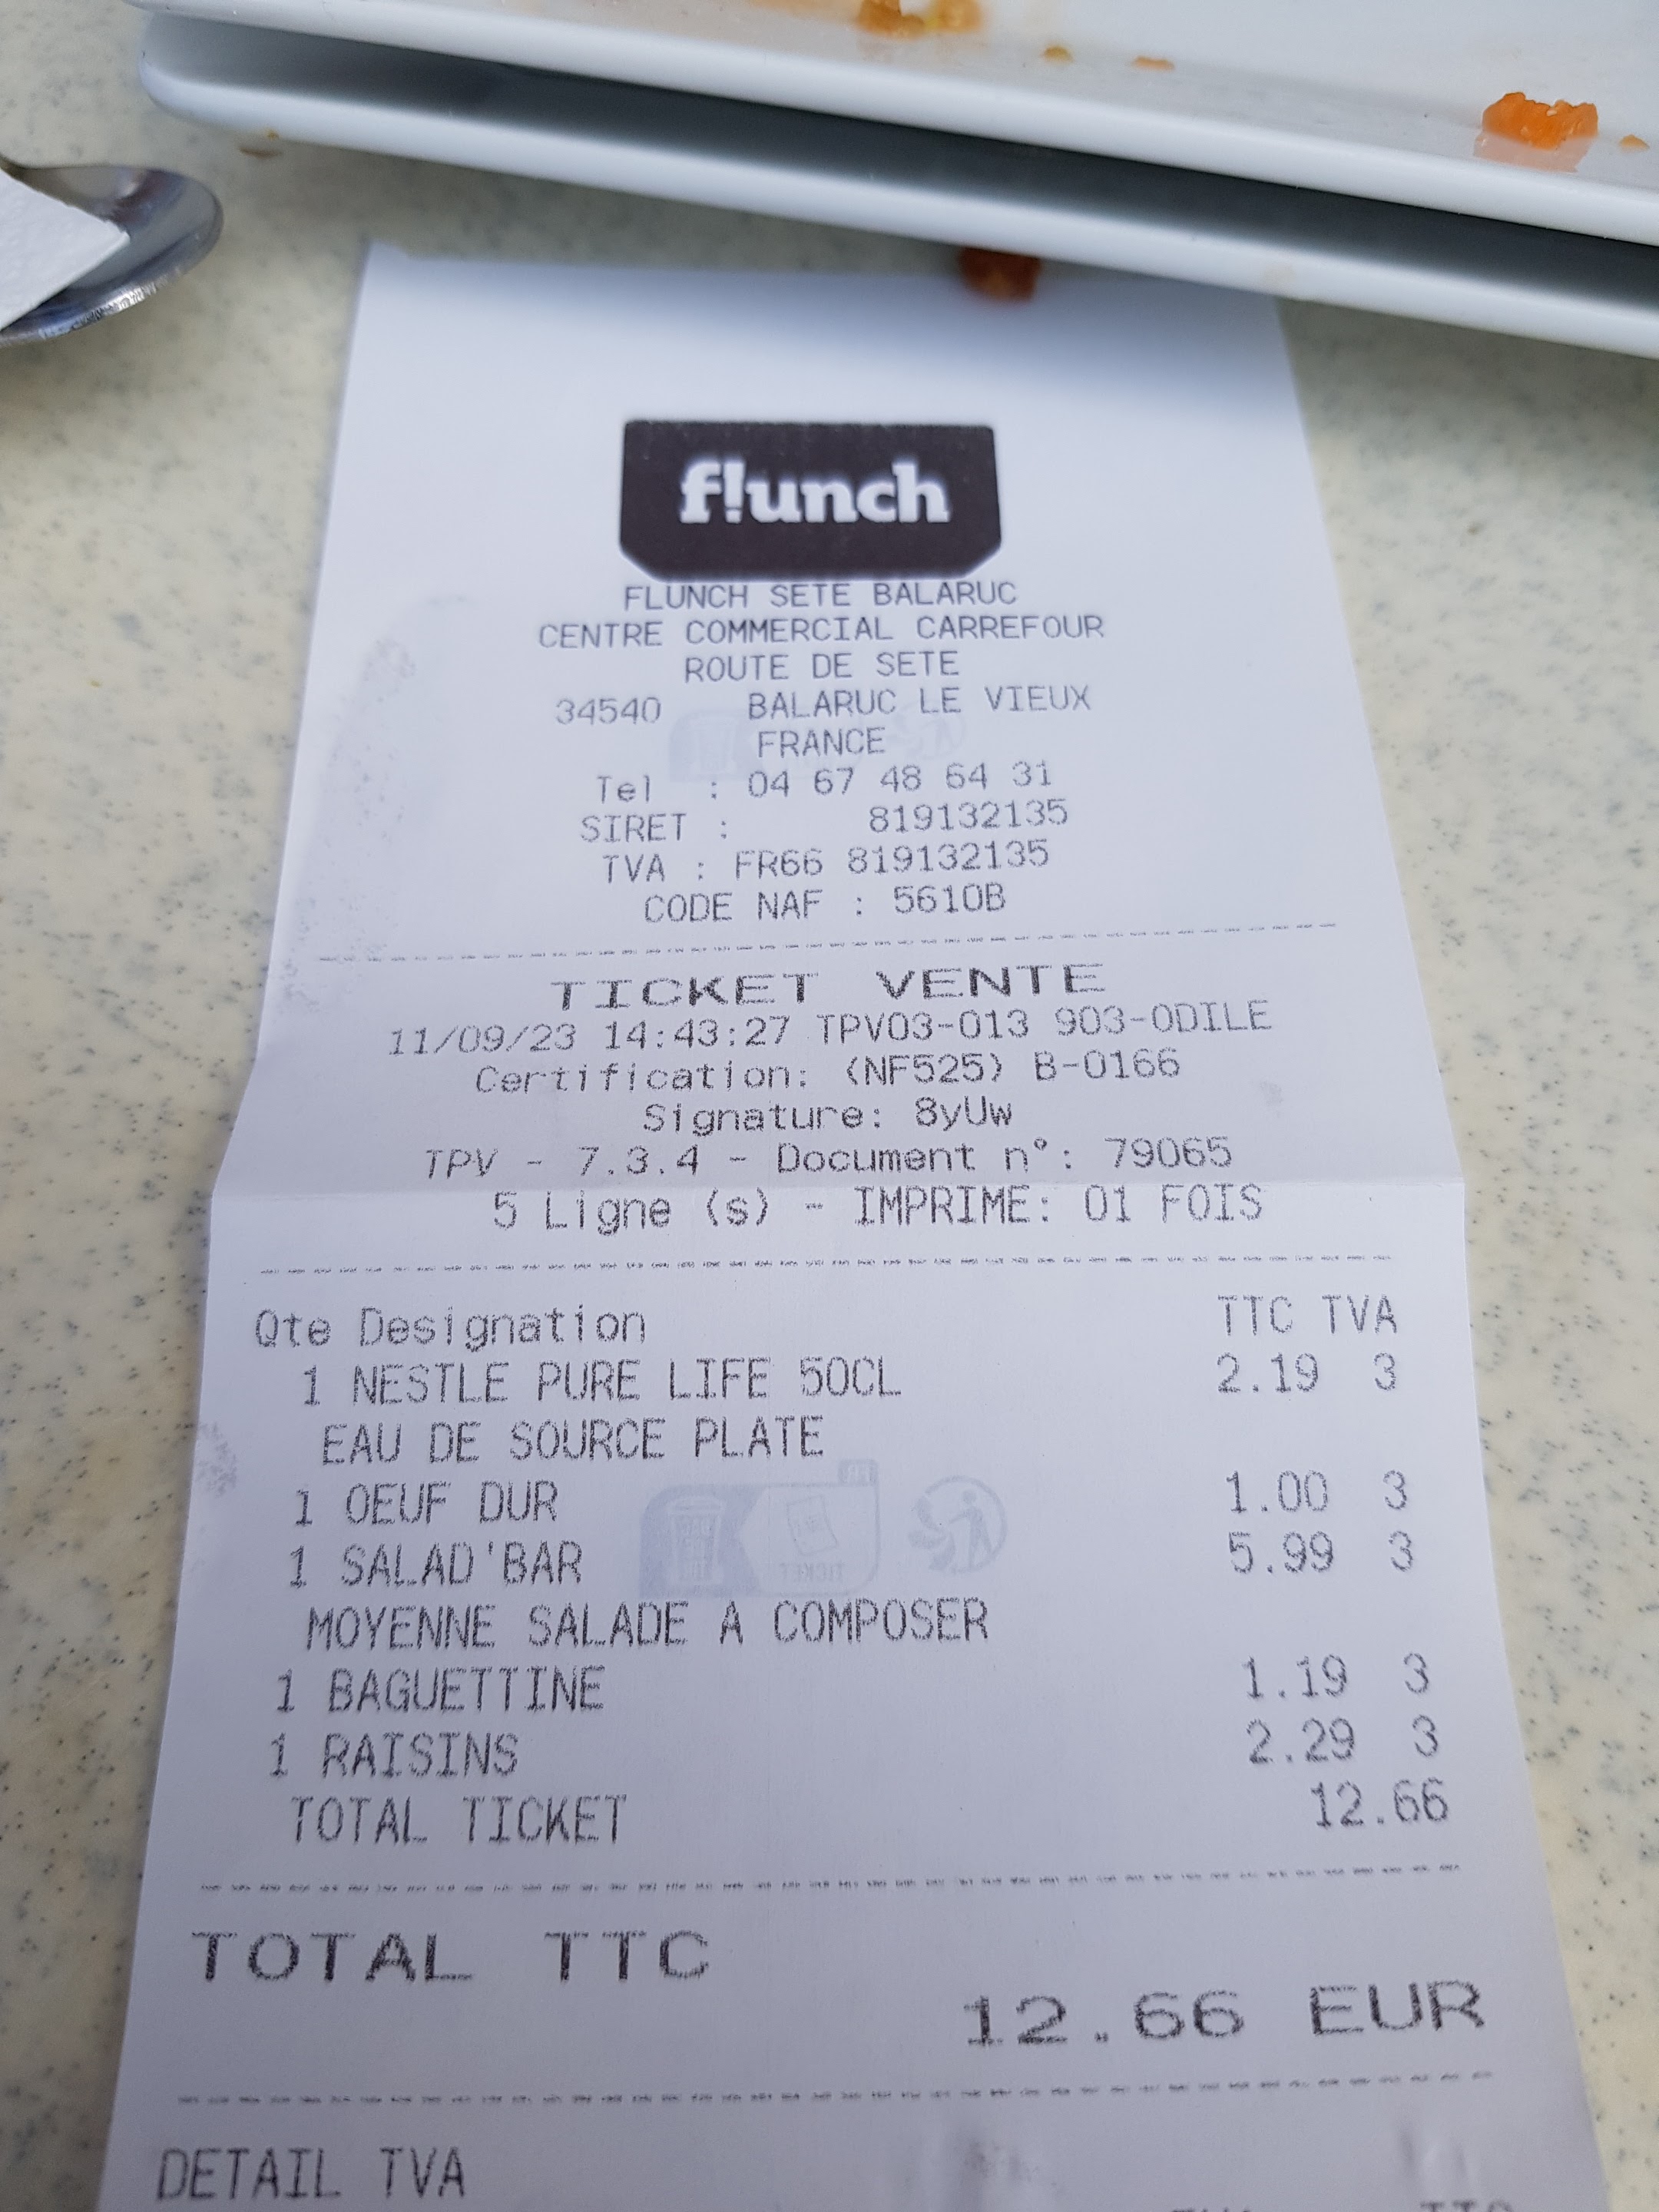 flunch
FLUNCH SETE BALARUC
CENTRE COMMERCIAL CARREFOUR
ROUTE DE SETE
34540 BALARUC LE VIEUX
FRANCE
Tel : 04 67 48 64 31
SIRET : 819132135
TVA : FR66 819132135
CODE NAF : 5610B
TICKET VENTE
11/09/23 14:43:27 TPV03-013 903-ODILE
Certification: (NF525) B-0166
Signature: 8yUw
TPV - 7.3.4 - Document n°: 79065
5 Ligne (s) - IMPRIME: 01 FOIS
Qte Designation TTC TVA
1 NESTLE PURE LIFE 50CL 2.19 3
EAU DE SOURCE PLATE
1 OEUF DUR 1.00 3
1 SALAD'BAR 5.99 3
MOYENNE SALADE A COMPOSER
1 BAGUETTINE 1.19 3
1 RAISINS 2.29 3
TOTAL TICKET 12.66
TOTAL TTC
12.66 EUR
DETAIL TVA